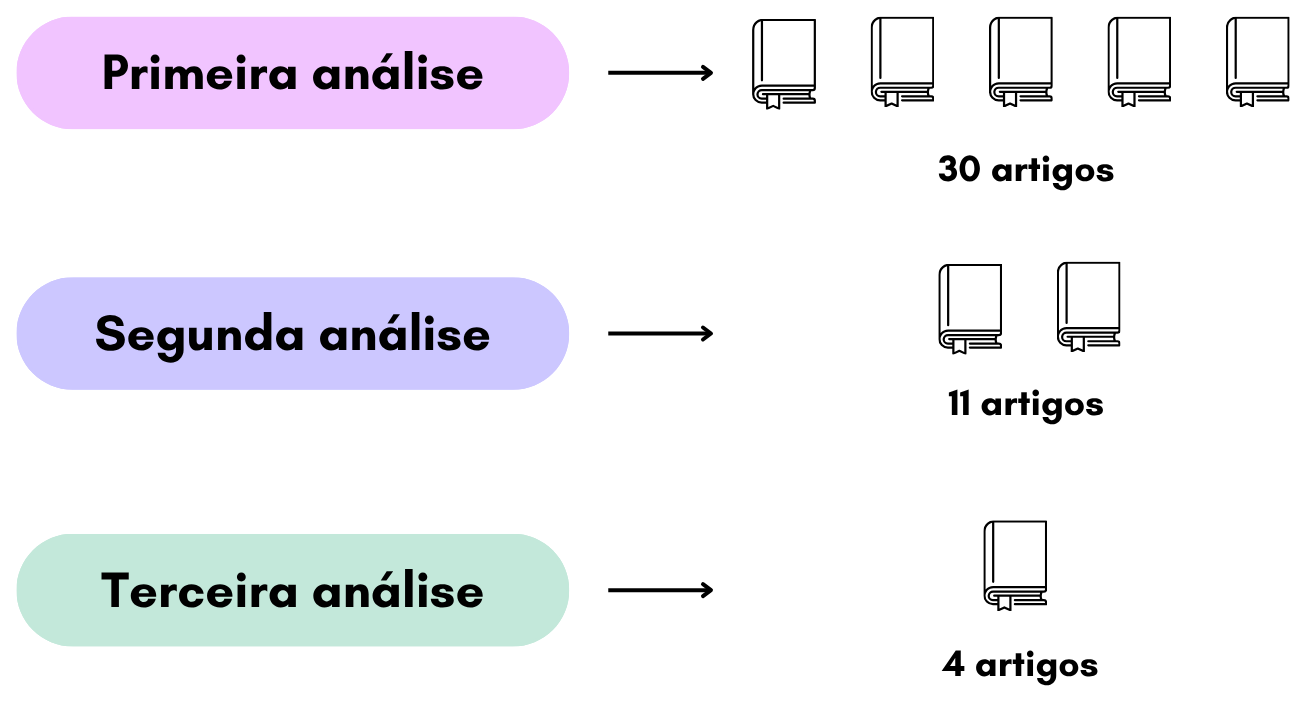 Primeira análise
30 artigos
Segunda análise
11 artigos
Terceira análise
4 artigos